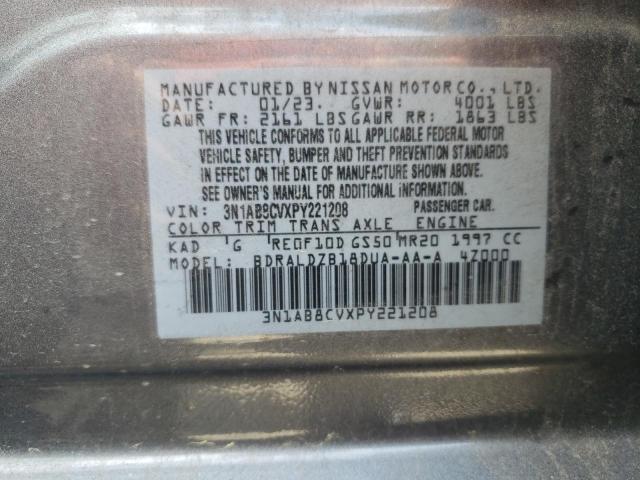 MANUFACTURED BY NISSAN MOTOR CO., LTD.
DATE: 01/23. GVWR: 4001 LBS
GAWR FR: 2161 LBS GAWR RR: 1863 LBS
THIS VEHICLE CONFORMS TO ALL APPLICABLE FEDERAL MOTOR
VEHICLE SAFETY, BUMPER AND THEFT PREVENTION STANDARDS
IN EFFECT ON THE DATE OF MANUFACTURE SHOWN ABOVE.
SEE OWNER'S MANUAL FOR ADDITIONAL INFORMATION.
VIN: 3N1AB8CVXPY221208 PASSENGER CAR.
COLOR TRIM TRANS AXLE ENGINE
KAD G RE0F10D GS50 MR20 1997 CC
MODEL: BDRALDZB18DUA-AA-A 4Z000
3N1AB8CVXPY221208